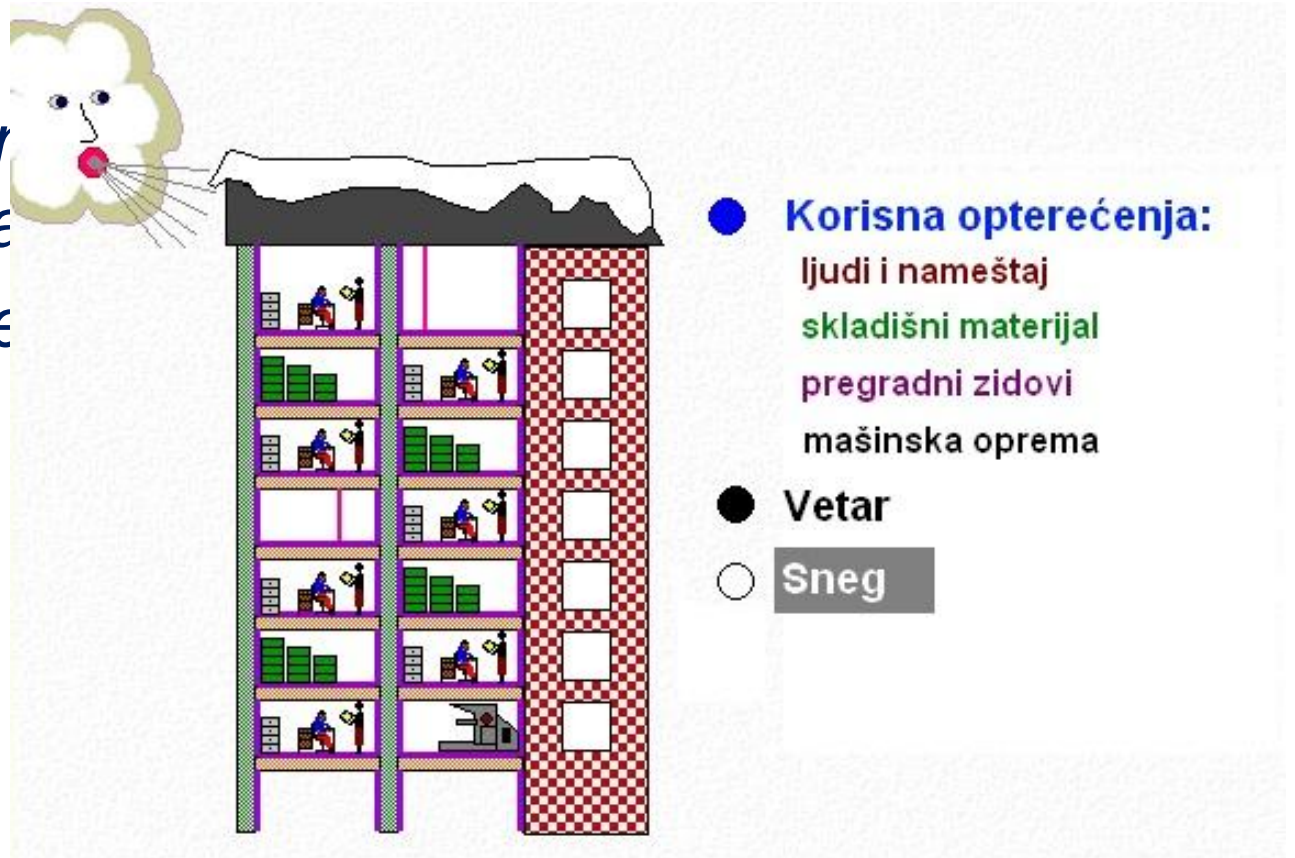 Korisna opterećenja:
ljudi i nameštaj
skladišni materijal
pregradni zidovi
mašinska oprema
Vetar
Sneg